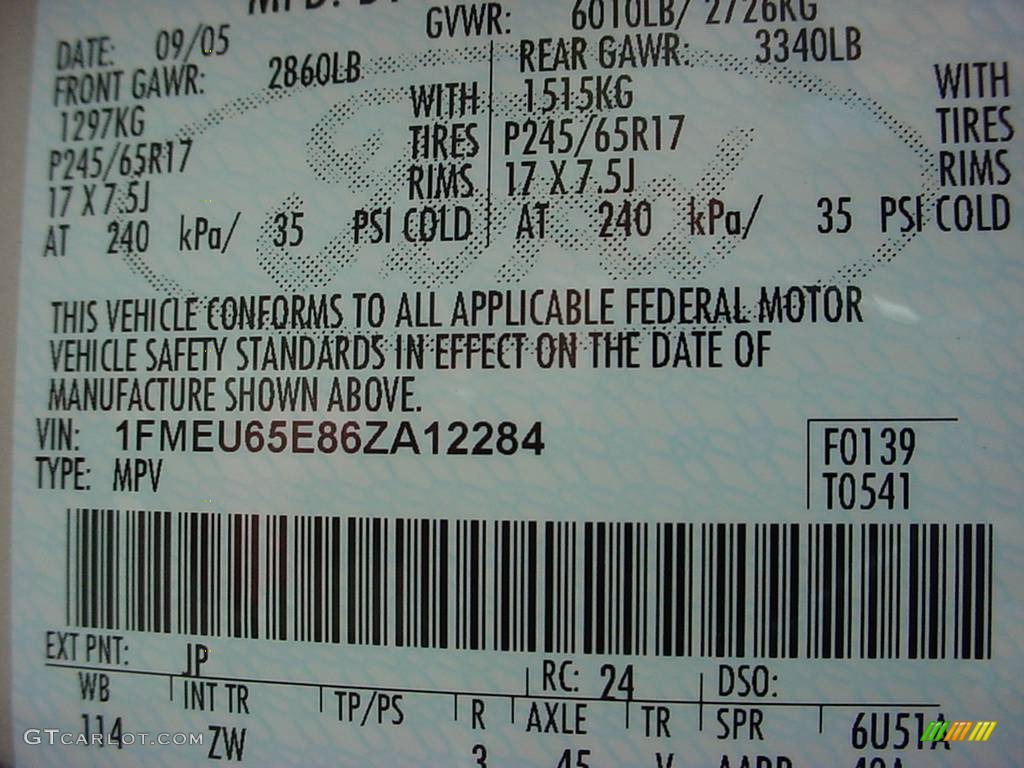 GVWR: 6010LB/ 2726KG
DATE: 09/05
FRONT GAWR: 2860LB
1297KG WITH
P245/65R17 TIRES
17 X 7.5J RIMS
AT 240 kPa/ 35 PSI COLD
REAR GAWR: 3340LB
1515KG WITH
P245/65R17 TIRES
17 X 7.5J RIMS
AT 240 kPa/ 35 PSI COLD
THIS VEHICLE CONFORMS TO ALL APPLICABLE FEDERAL MOTOR
VEHICLE SAFETY STANDARDS IN EFFECT ON THE DATE OF
MANUFACTURE SHOWN ABOVE.
VIN: 1FMEU65E86ZA12284
TYPE: MPV
F0139
T0541
EXT PNT: JP RC: 24 DSO:
WB INT TR TP/PS R AXLE TR SPR 6U51A
114 ZW 3 45
GTCARLOT.COM